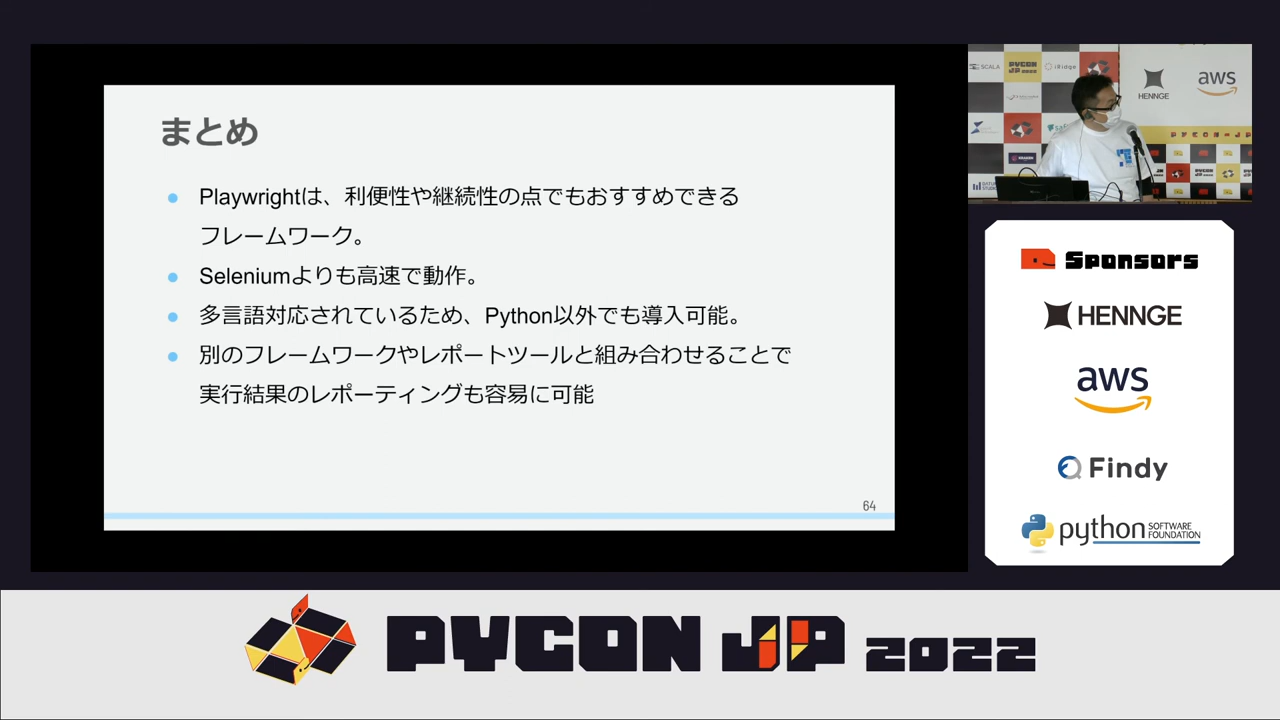 まとめ
Playwrightは、利便性や継続性の点でもおすすめできる
フレームワーク。
Seleniumよりも高速で動作。
多言語対応されているため、Python以外でも導入可能。
別のフレームワークやレポートツールと組み合わせることで
実行結果のレポーティングも容易に可能
64
SCALA
PYCON JP 2022
iRidge
HENNGE
aws
Sponsors
HENNGE
aws
Findy
python SOFTWARE
FOUNDATION
PYCON JP 2022